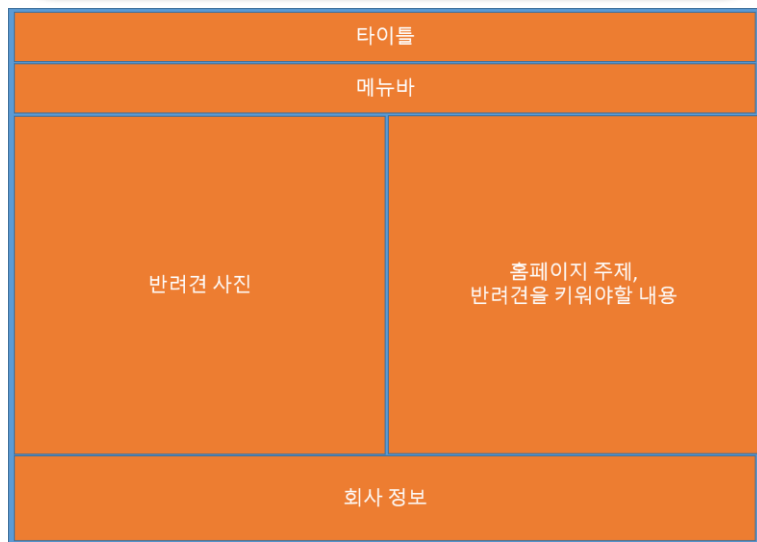 타이틀
메뉴바
반려견 사진
홈페이지 주제,
반려견을 키워야할 내용
회사 정보